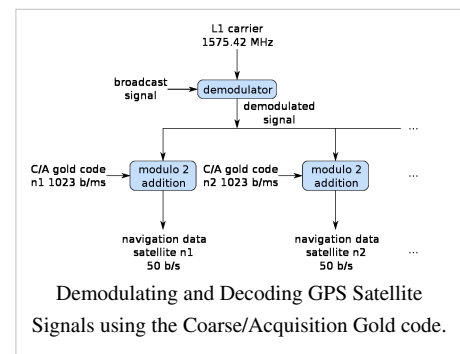 L1 carrier
1575.42 MHz
broadcast
signal
demodulator
demodulated
signal
...
C/A gold code
n1 1023 b/ms
modulo 2
addition
C/A gold code
n2 1023 b/ms
modulo 2
addition
...
navigation data
satellite n1
50 b/s
navigation data
satellite n2
50 b/s
...
Demodulating and Decoding GPS Satellite
Signals using the Coarse/Acquisition Gold code.